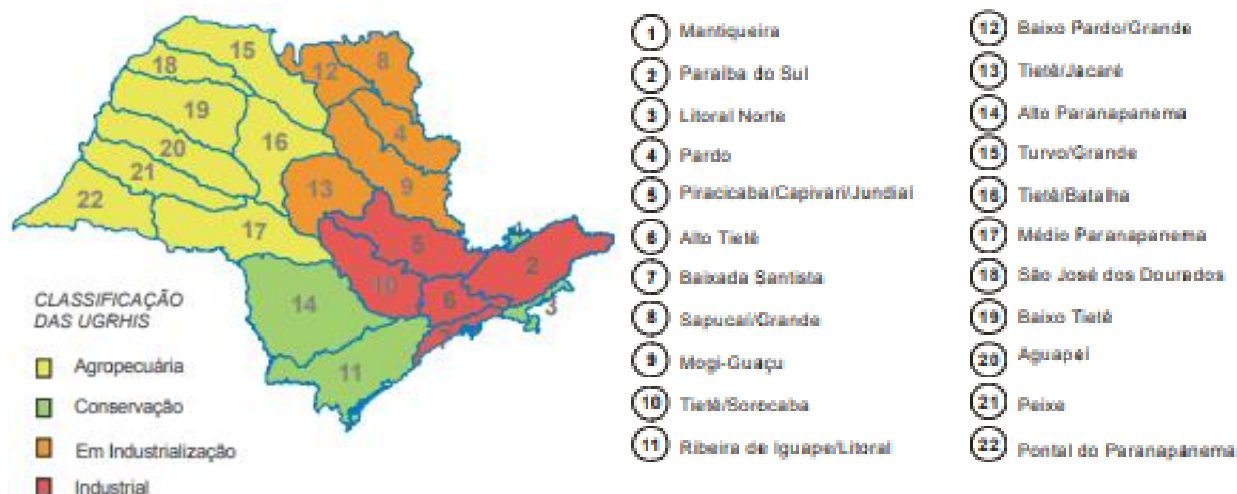 15
18
12
8
19
4
20
16
21
13
9
22
17
1
5
2
10
6
14
3
7
11
CLASSIFICAÇÃO
DAS UGRHIS
Agropecuária
Conservação
Em Industrialização
Industrial
1 Mantiqueira
2 Paraíba do Sul
3 Litoral Norte
4 Pardo
5 Piracicaba/Capivari/Jundiaí
6 Alto Tietê
7 Baixada Santista
8 Sapucaí/Grande
9 Mogi-Guaçu
10 Tietê/Sorocaba
11 Ribeira de Iguape/Litoral
12 Baixo Pardo/Grande
13 Tietê/Jacaré
14 Alto Paranapanema
15 Turvo/Grande
16 Tietê/Batalha
17 Médio Paranapanema
18 São José dos Dourados
19 Baixo Tietê
20 Aguapeí
21 Peixe
22 Pontal do Paranapanema